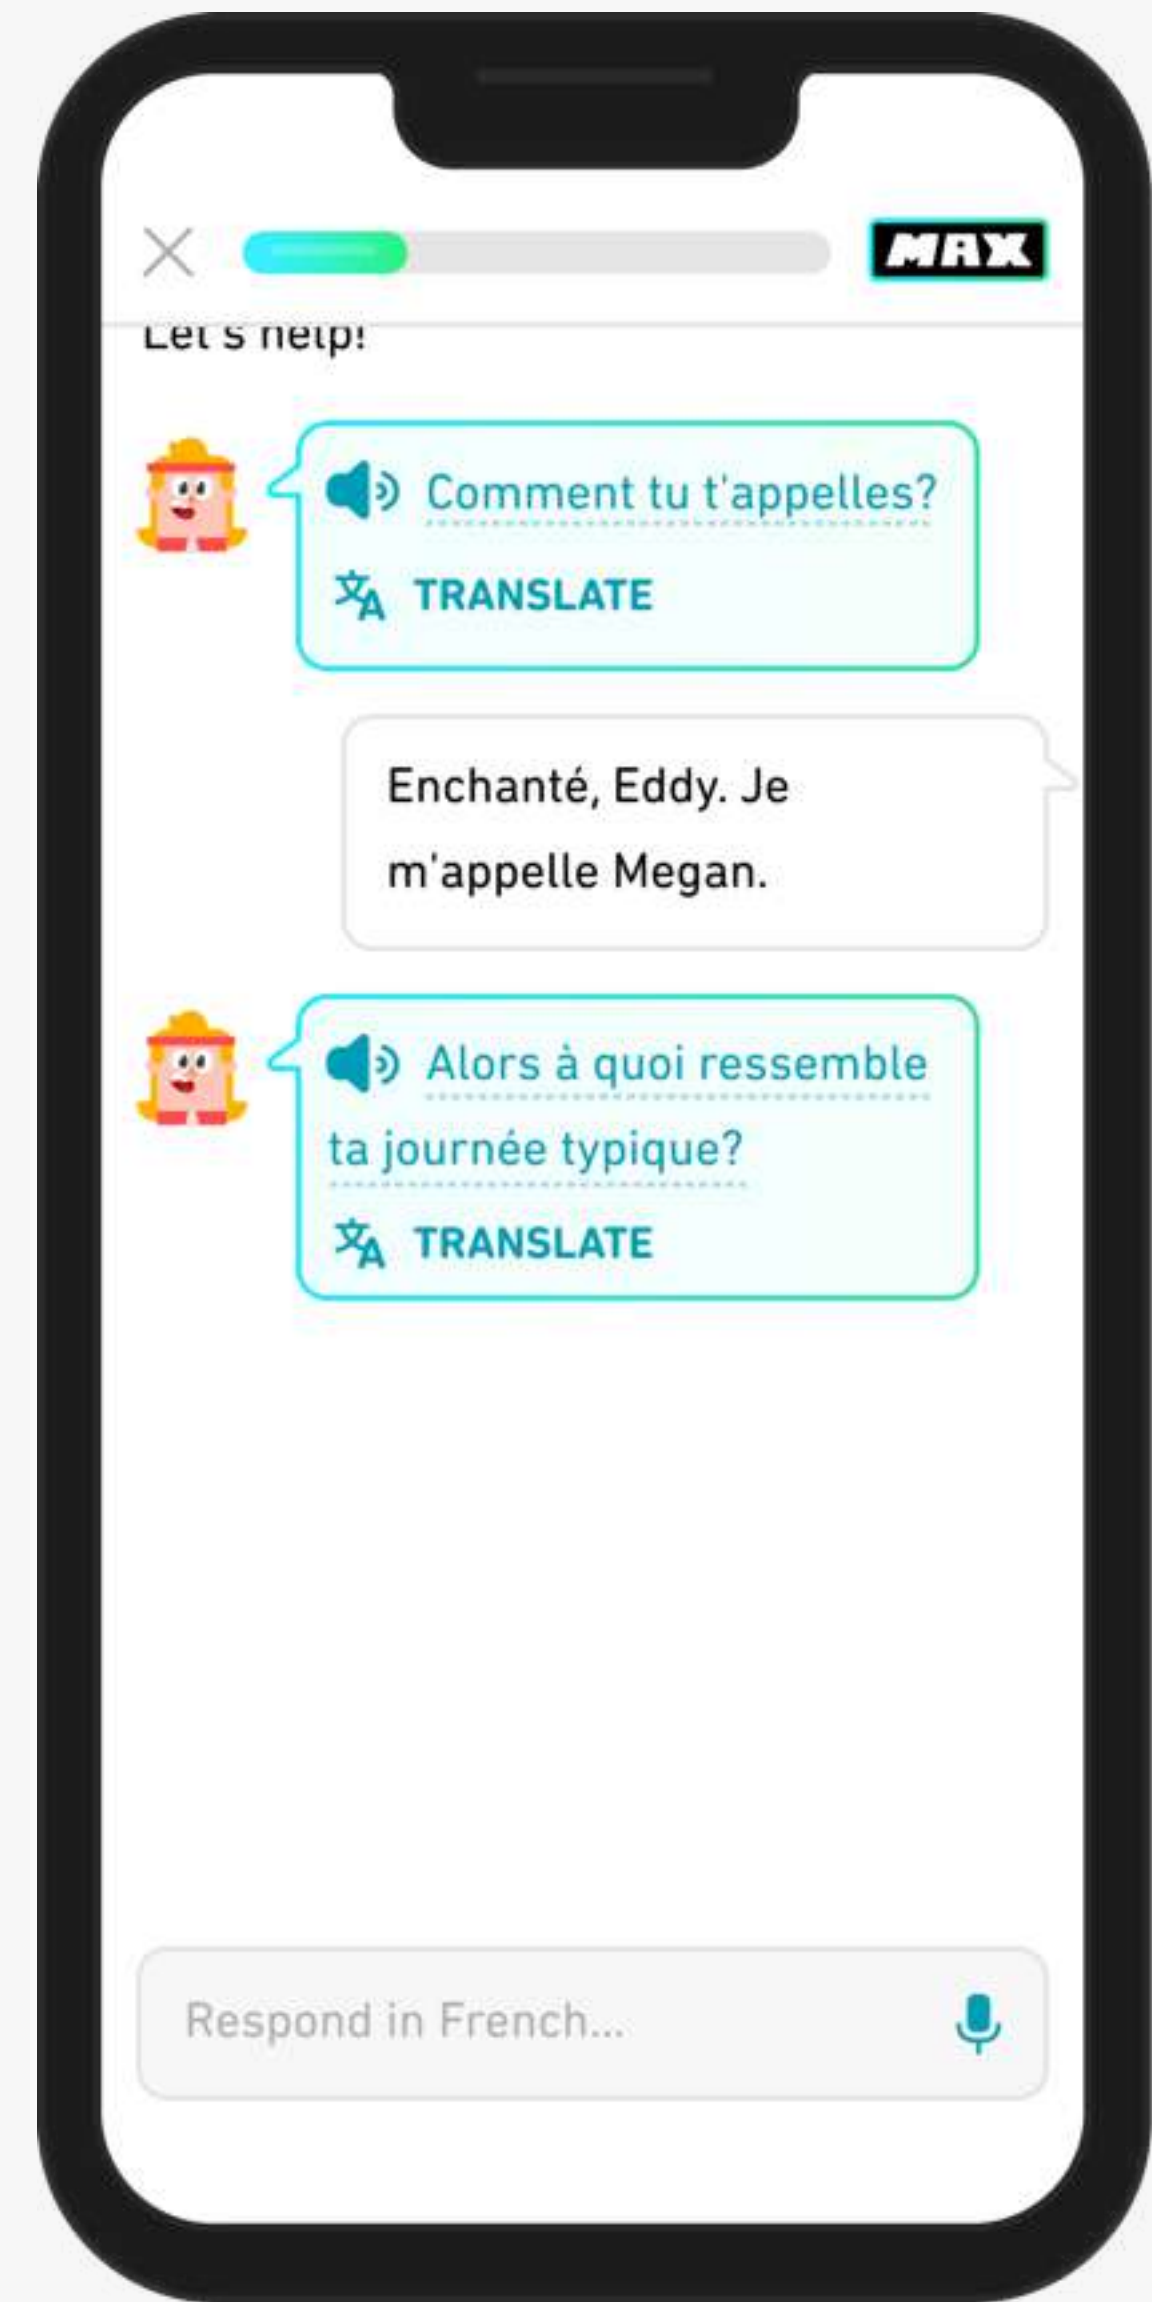 MAX
Let's help!
Comment tu t'appelles?
TRANSLATE
Enchanté, Eddy. Je
m'appelle Megan.
Alors à quoi ressemble
ta journée typique?
TRANSLATE
Respond in French...